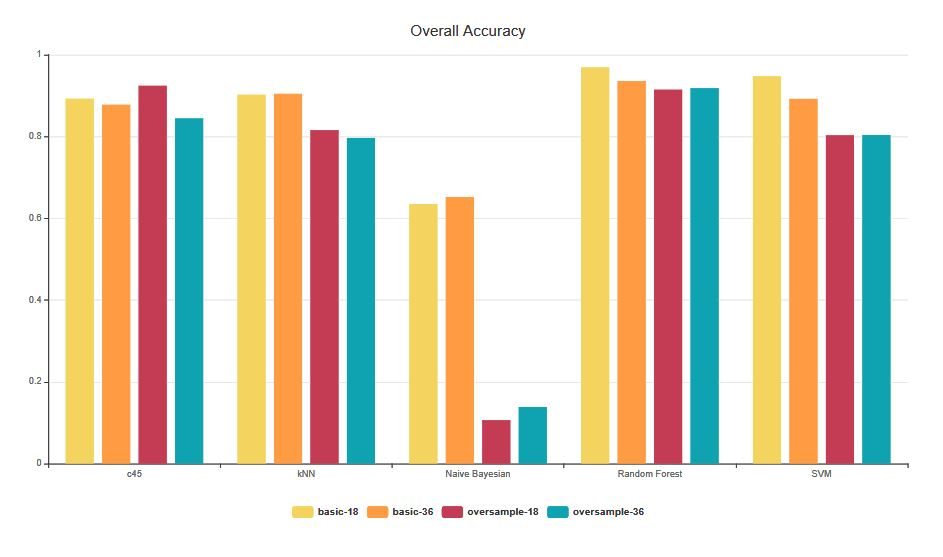 Overall Accuracy
1
0.8
0.6
0.4
0.2
0
c45 kNN Naive Bayesian Random Forest SVM
basic-18 basic-36 oversample-18 oversample-36